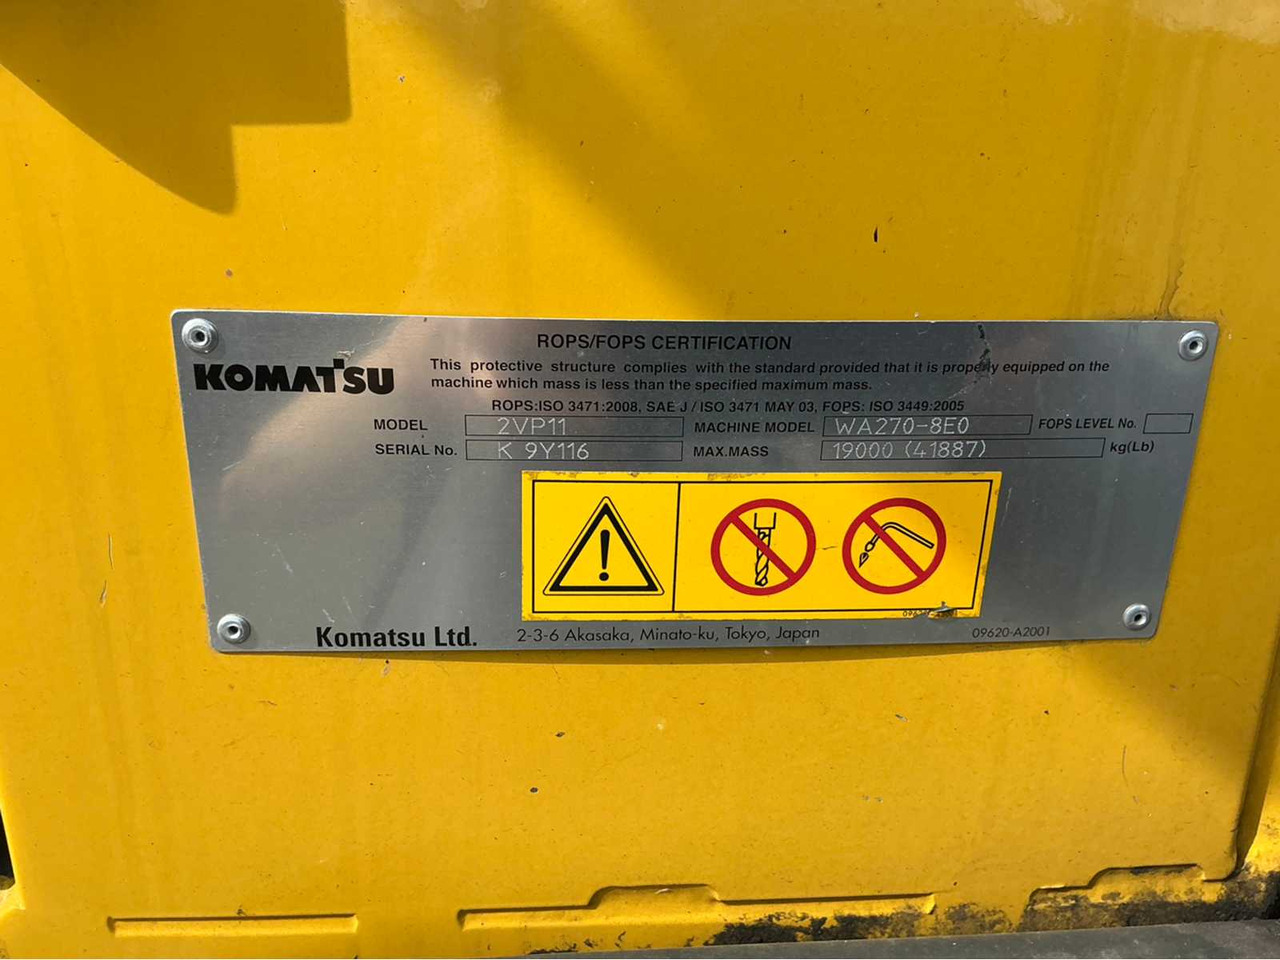 ROPS/FOPS CERTIFICATION
KOMATSU
This protective structure complies with the standard provided that it is properly equipped on the
machine which mass is less than the specified maximum mass.
ROPS:ISO 3471:2008, SAE J / ISO 3471 MAY 03, FOPS: ISO 3449:2005
MODEL 2VP11 MACHINE MODEL WA270-8E0 FOPS LEVEL No.
SERIAL No. K 9Y116 MAX.MASS 19000 (41887) kg(Lb)
Komatsu Ltd. 2-3-6 Akasaka, Minato-ku, Tokyo, Japan 09620-A2001